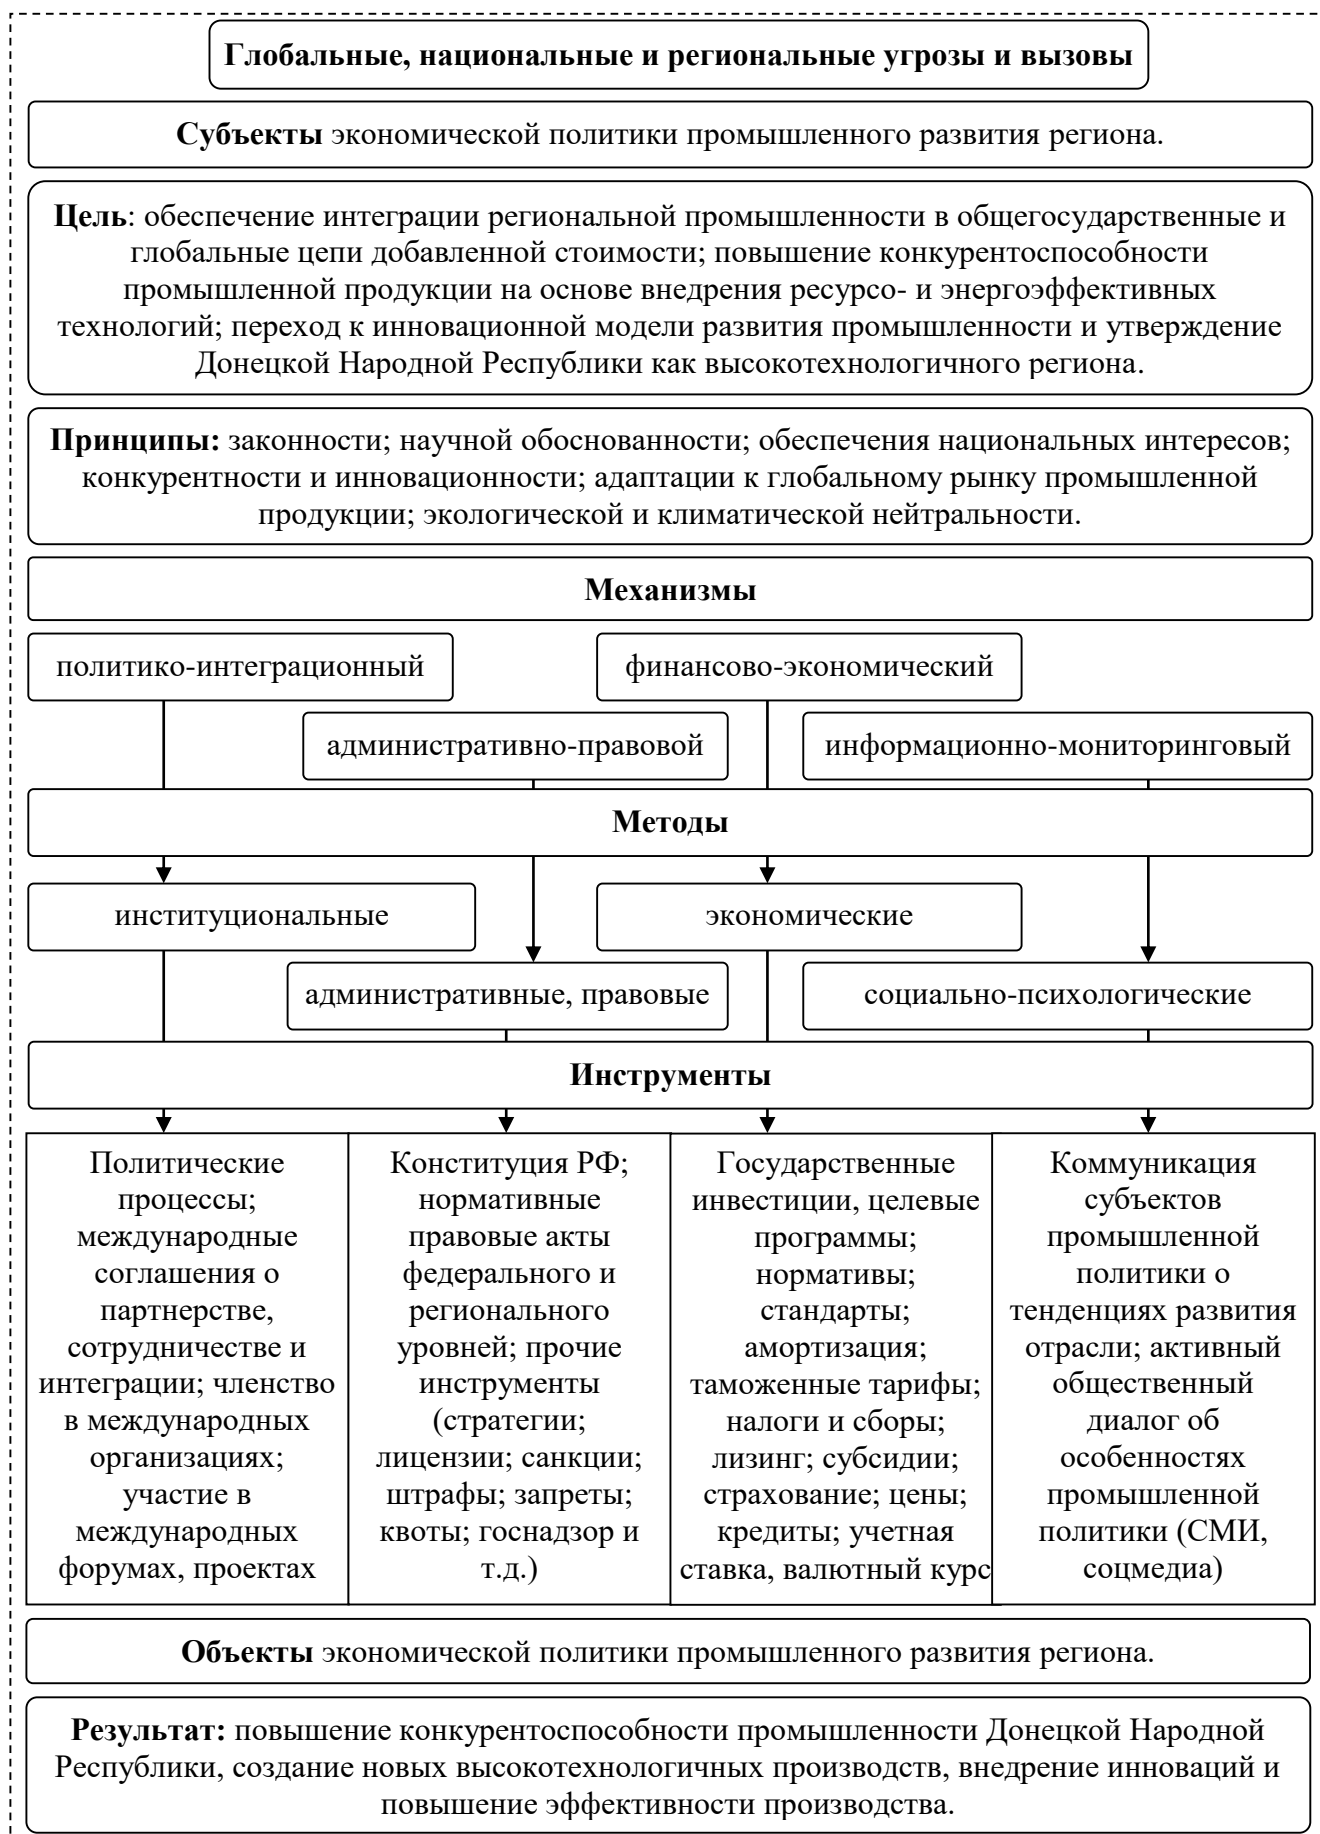 Глобальные, национальные и региональные угрозы и вызовы
Субъекты экономической политики промышленного развития региона.
Цель: обеспечение интеграции региональной промышленности в общегосударственные и
глобальные цепи добавленной стоимости; повышение конкурентоспособности
промышленной продукции на основе внедрения ресурсо- и энергоэффективных
технологий; переход к инновационной модели развития промышленности и утверждение
Донецкой Народной Республики как высокотехнологичного региона.
Принципы: законности; научной обоснованности; обеспечения национальных интересов;
конкурентности и инновационности; адаптации к глобальному рынку промышленной
продукции; экологической и климатической нейтральности.
Механизмы
политико-интеграционный
финансово-экономический
административно-правовой
информационно-мониторинговый
Методы
институциональные
экономические
административные, правовые
социально-психологические
Инструменты
Политические
процессы;
международные
соглашения о
партнерстве,
сотрудничестве и
интеграции; членство
в международных
организациях;
участие в
международных
форумах, проектах
Конституция РФ;
нормативные
правовые акты
федерального и
регионального
уровней; прочие
инструменты
(стратегии;
лицензии; санкции;
штрафы; запреты;
квоты; госнадзор и
т.д.)
Государственные
инвестиции, целевые
программы;
нормативы;
стандарты;
амортизация;
таможенные тарифы;
налоги и сборы;
лизинг; субсидии;
страхование; цены;
кредиты; учетная
ставка, валютный курс
Коммуникация
субъектов
промышленной
политики о
тенденциях развития
отрасли; активный
общественный
диалог об
особенностях
промышленной
политики (СМИ,
соцмедиа)
Объекты экономической политики промышленного развития региона.
Результат: повышение конкурентоспособности промышленности Донецкой Народной
Республики, создание новых высокотехнологичных производств, внедрение инноваций и
повышение эффективности производства.